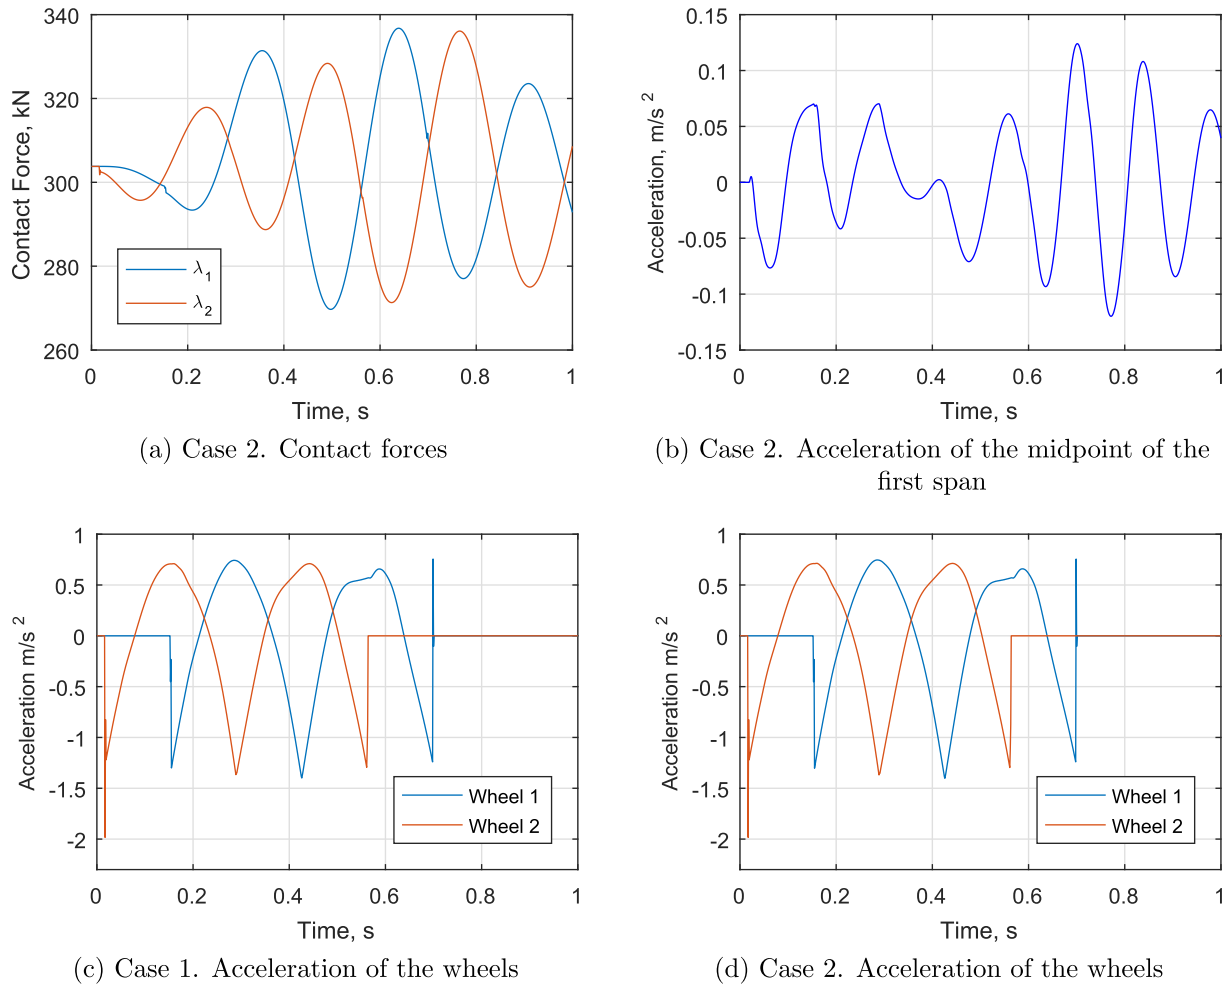 340
320
300
280
260
Contact Force, kN
λ1
λ2
0 0.2 0.4 0.6 0.8 1
Time, s
(a) Case 2. Contact forces
0.15
0.1
0.05
0
-0.05
-0.1
-0.15
Acceleration, m/s 2
0 0.2 0.4 0.6 0.8 1
Time, s
(b) Case 2. Acceleration of the midpoint of the
first span
1
0.5
0
-0.5
-1
-1.5
-2
Acceleration m/s 2
Wheel 1
Wheel 2
0 0.2 0.4 0.6 0.8 1
Time, s
(c) Case 1. Acceleration of the wheels
1
0.5
0
-0.5
-1
-1.5
-2
Acceleration m/s 2
Wheel 1
Wheel 2
0 0.2 0.4 0.6 0.8 1
Time, s
(d) Case 2. Acceleration of the wheels